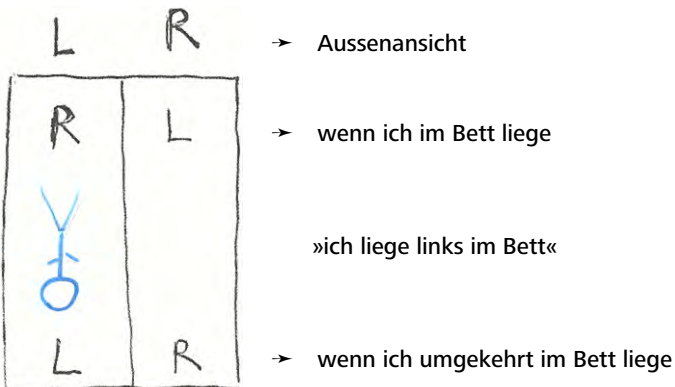 L R → Aussenansicht
R L → wenn ich im Bett liege
»ich liege links im Bett«
L R → wenn ich umgekehrt im Bett liege